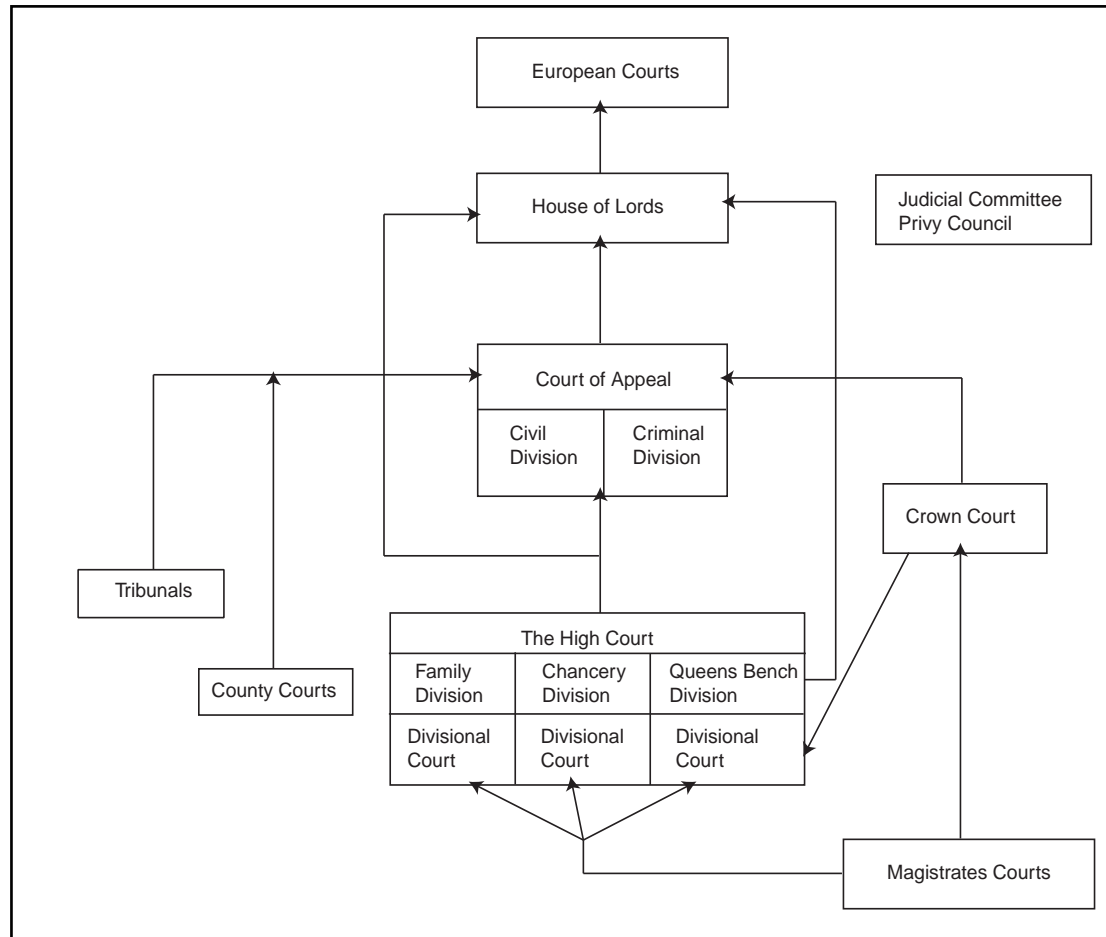 European Courts
House of Lords
Judicial Committee
Privy Council
Court of Appeal
Civil
Division
Criminal
Division
Crown Court
Tribunals
The High Court
Family
Division
Chancery
Division
Queens Bench
Division
County Courts
Divisional
Court
Divisional
Court
Divisional
Court
Magistrates Courts